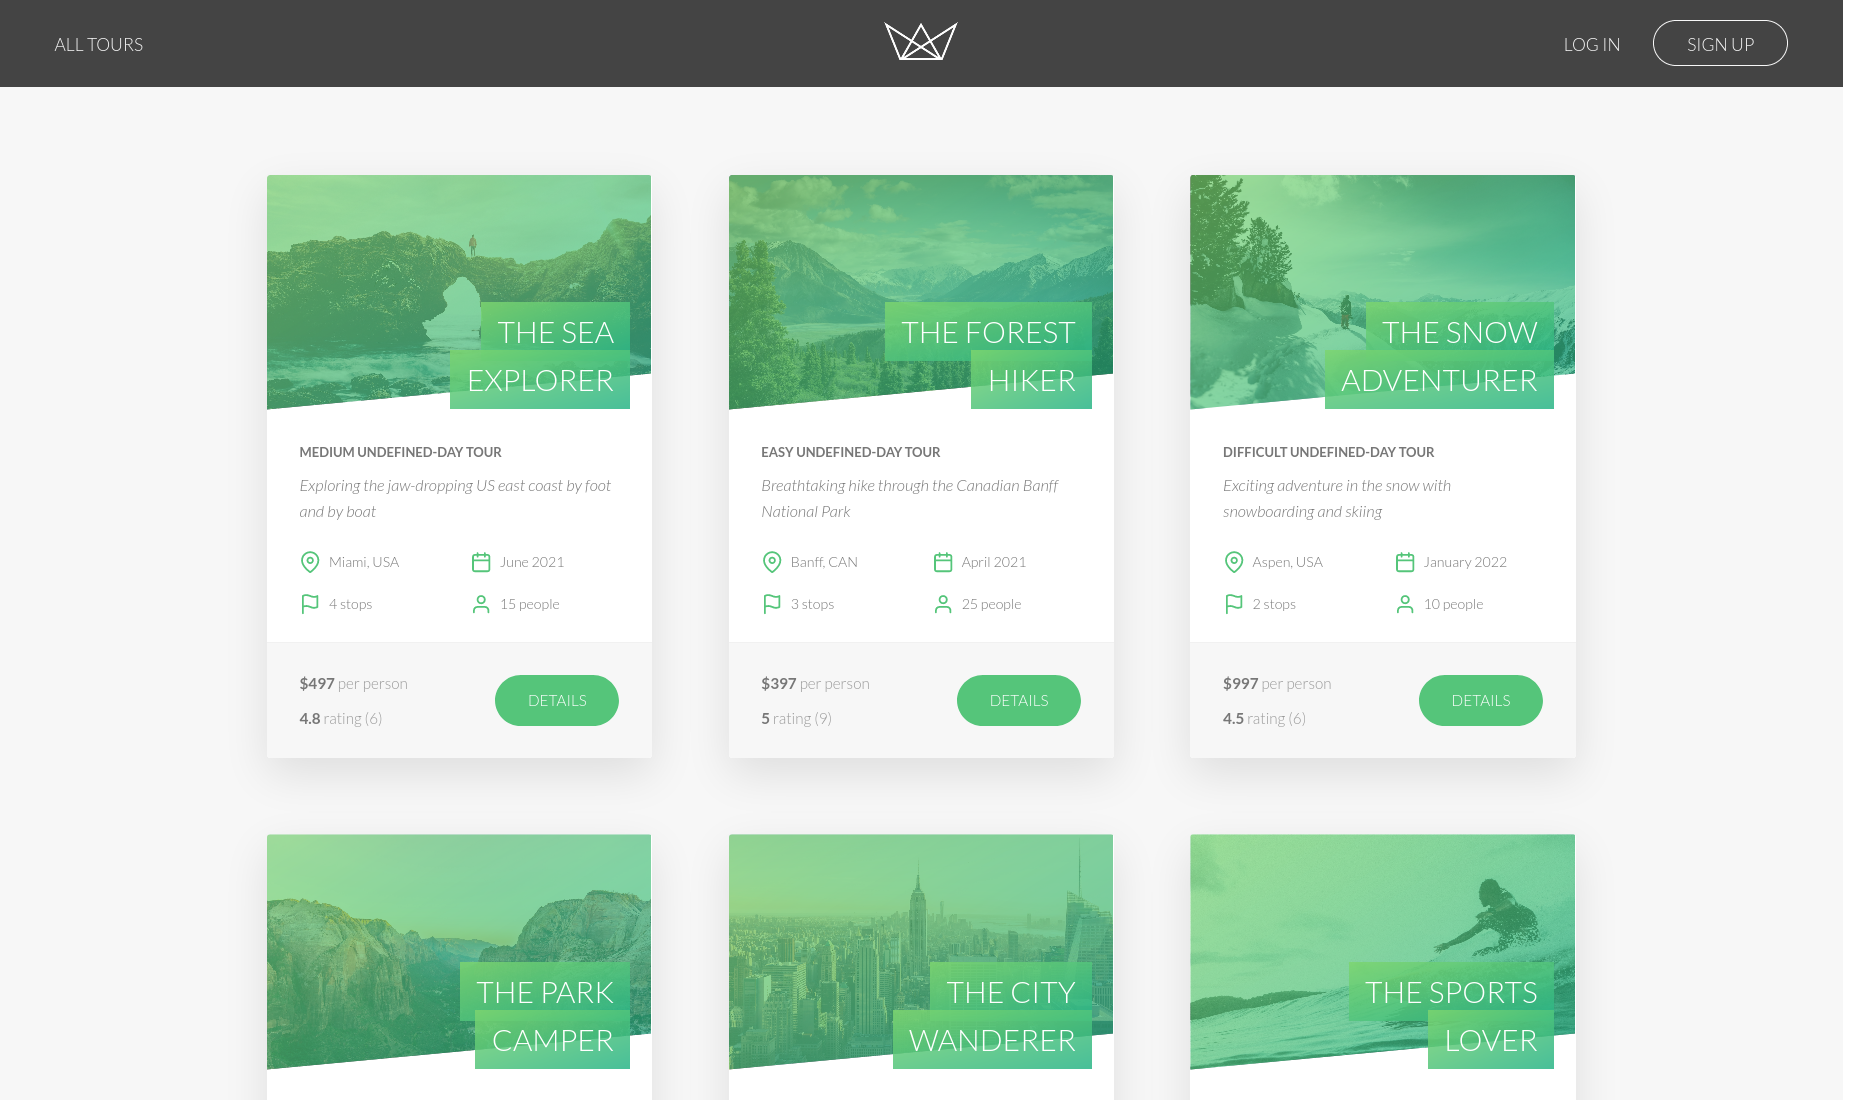 ALL TOURS
LOG IN
SIGN UP
THE SEA
EXPLORER
MEDIUM UNDEFINED-DAY TOUR
Exploring the jaw-dropping US east coast by foot
and by boat
Miami, USA
June 2021
4 stops
15 people
$497 per person
4.8 rating (6)
DETAILS
THE FOREST
HIKER
EASY UNDEFINED-DAY TOUR
Breathtaking hike through the Canadian Banff
National Park
Banff, CAN
April 2021
3 stops
25 people
$397 per person
5 rating (9)
DETAILS
THE SNOW
ADVENTURER
DIFFICULT UNDEFINED-DAY TOUR
Exciting adventure in the snow with
snowboarding and skiing
Aspen, USA
January 2022
2 stops
10 people
$997 per person
4.5 rating (6)
DETAILS
THE PARK
CAMPER
THE CITY
WANDERER
THE SPORTS
LOVER